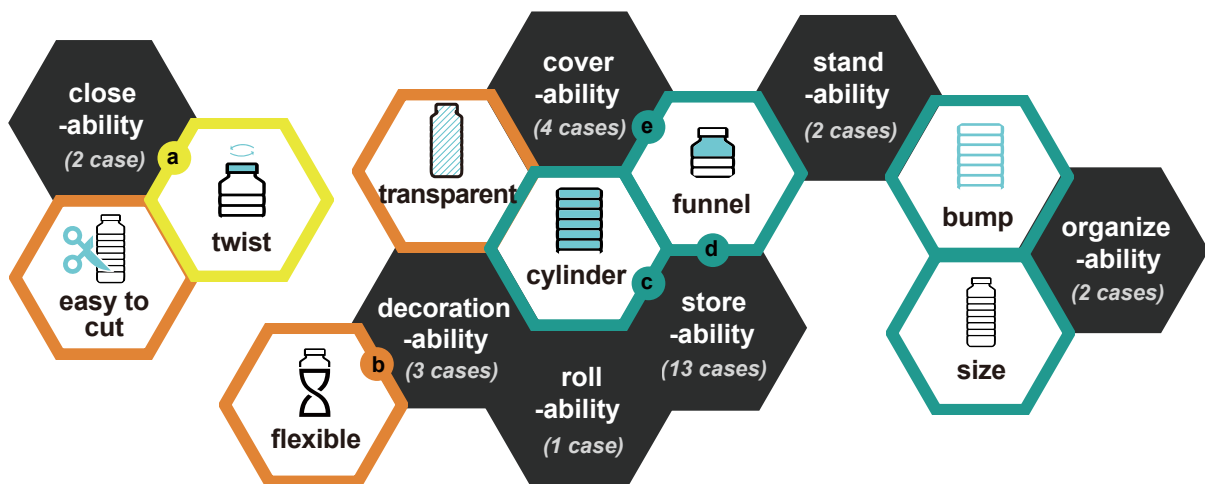 close
-ability
(2 case)
a
twist
easy to
cut
transparent
cover
-ability
(4 cases)
e
funnel
d
cylinder
c
decoration
-ability
(3 cases)
b
flexible
roll
-ability
(1 case)
store
-ability
(13 cases)
stand
-ability
(2 cases)
bump
organize
-ability
(2 cases)
size